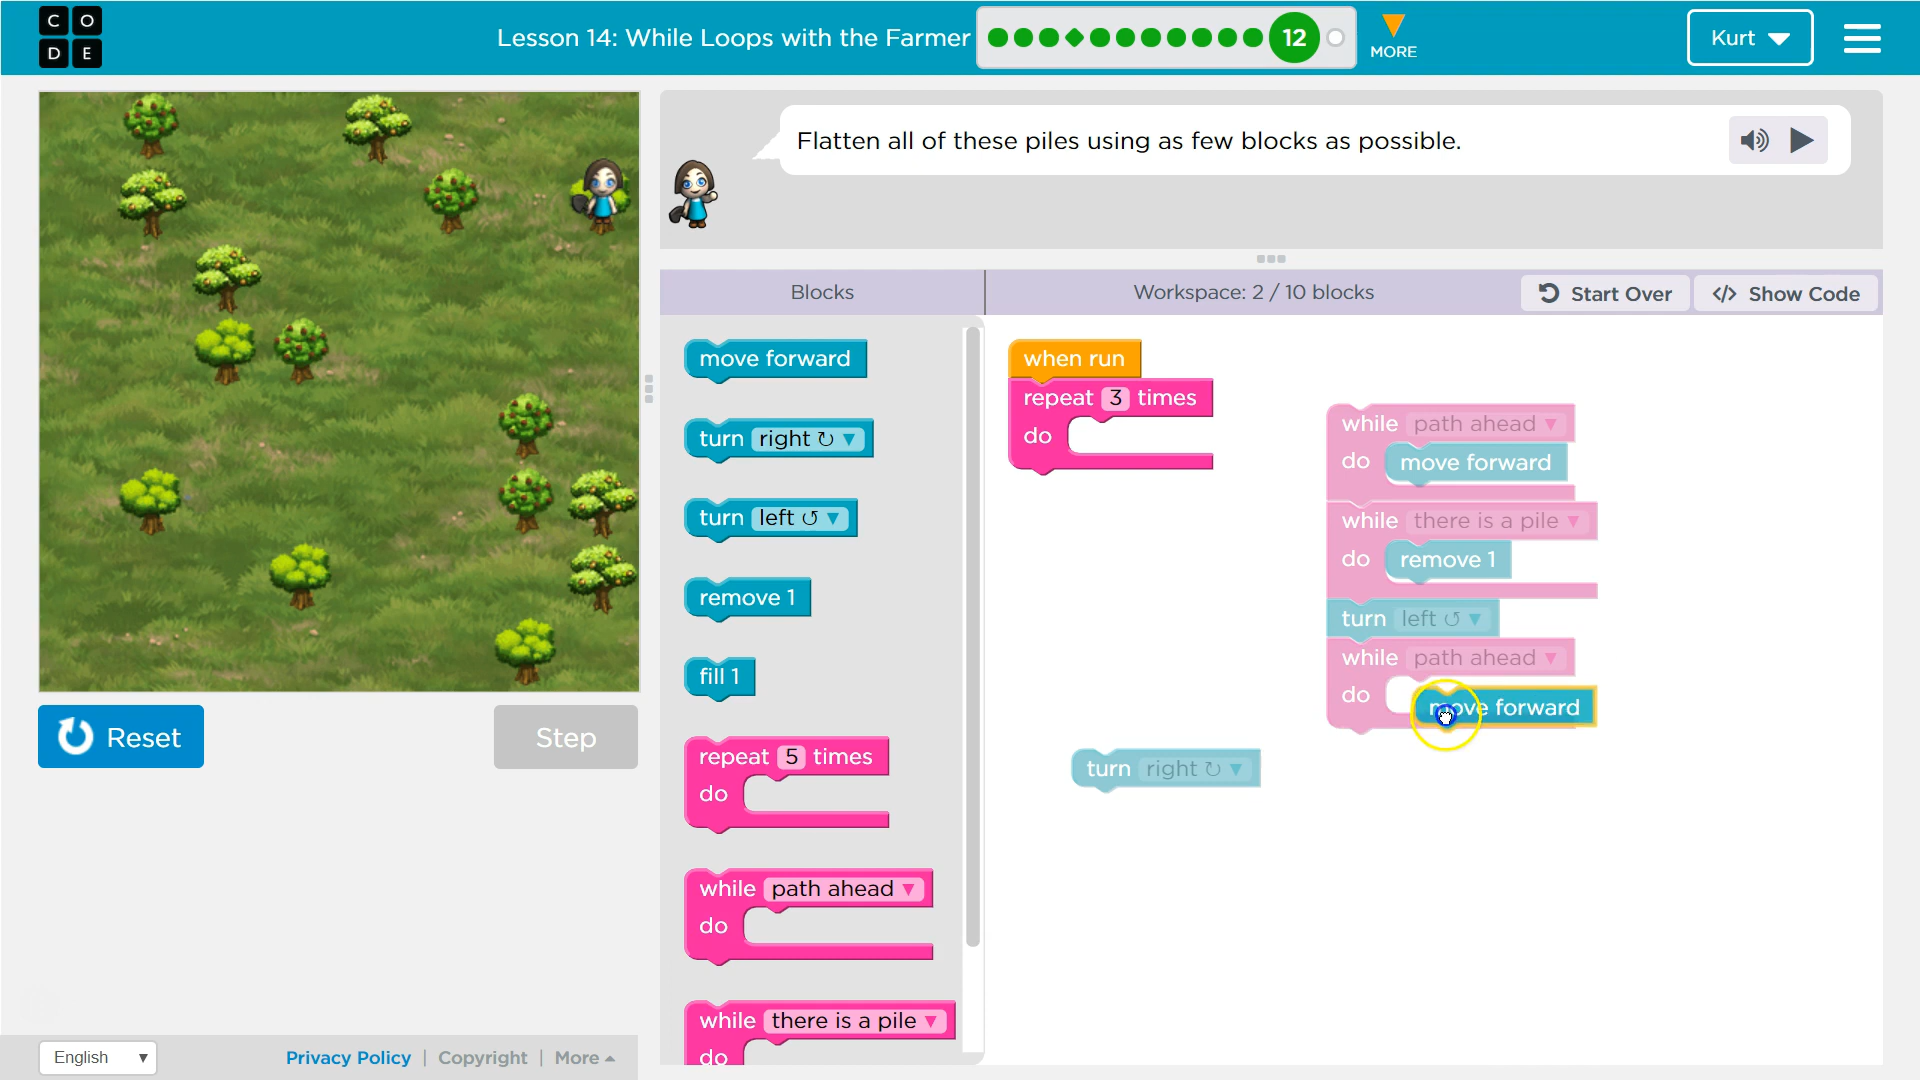 C O
D E
Lesson 14: While Loops with the Farmer
12
MORE
Kurt
Flatten all of these piles using as few blocks as possible.
Blocks
Workspace: 2 / 10 blocks
Start Over
</> Show Code
move forward
turn right ↻ ▼
turn left ↺ ▼
remove 1
fill 1
repeat 5 times
do
while path ahead ▼
do
while there is a pile ▼
do
when run
repeat 3 times
do
while path ahead ▼
do move forward
while there is a pile ▼
do remove 1
turn left ↺ ▼
while path ahead ▼
do move forward
turn right ↻ ▼
Reset
Step
English
Privacy Policy | Copyright | More